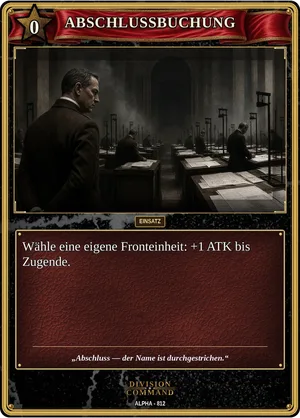 0
ABSCHLUSSBUCHUNG
EINSATZ
Wähle eine eigene Fronteinheit: +1 ATK bis
Zugende.
„Abschluss — der Name ist durchgestrichen.“
DIVISION
COMMAND
ALPHA - 812